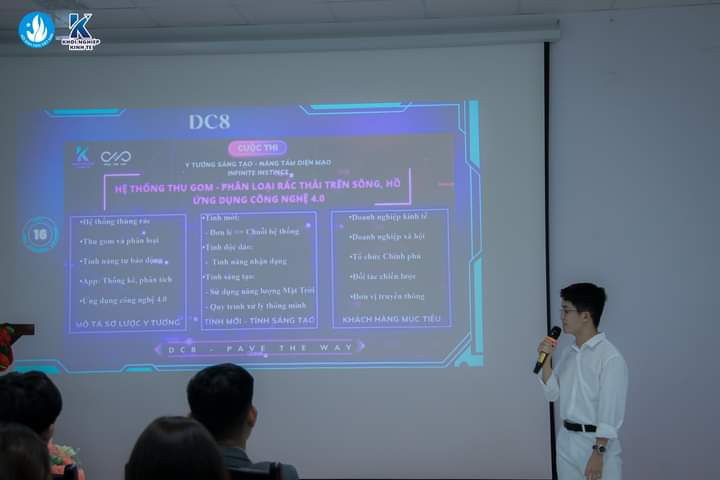 K
KHỞI NGHIỆP
KINH TẾ
DC8
CUỘC THI
Ý TƯỞNG SÁNG TẠO - NÂNG TẦM DIỆN MẠO
INFINITE INSTINCT
HỆ THỐNG THU GOM - PHÂN LOẠI RÁC THẢI TRÊN SÔNG, HỒ
ỨNG DỤNG CÔNG NGHỆ 4.0
16
•Hệ thống thùng rác
•Thu gom và phân loại
•Tính năng tự báo động
•App: Thống kê, phân tích
•Ứng dụng công nghệ 4.0
MÔ TẢ SƠ LƯỢC Ý TƯỞNG
•Tính mới:
- Đơn lẻ => Chuỗi hệ thống
•Tính độc đáo:
- Tính năng nhận dạng
•Tính sáng tạo:
- Sử dụng năng lượng Mặt Trời
- Quy trình xử lý thông minh
TÍNH MỚI - TÍNH SÁNG TẠO
•Doanh nghiệp kinh tế
•Doanh nghiệp xã hội
•Tổ chức Chính phủ
•Đối tác chiến lược
•Đơn vị truyền thông
KHÁCH HÀNG MỤC TIÊU
DC8 - PAVE THE WAY